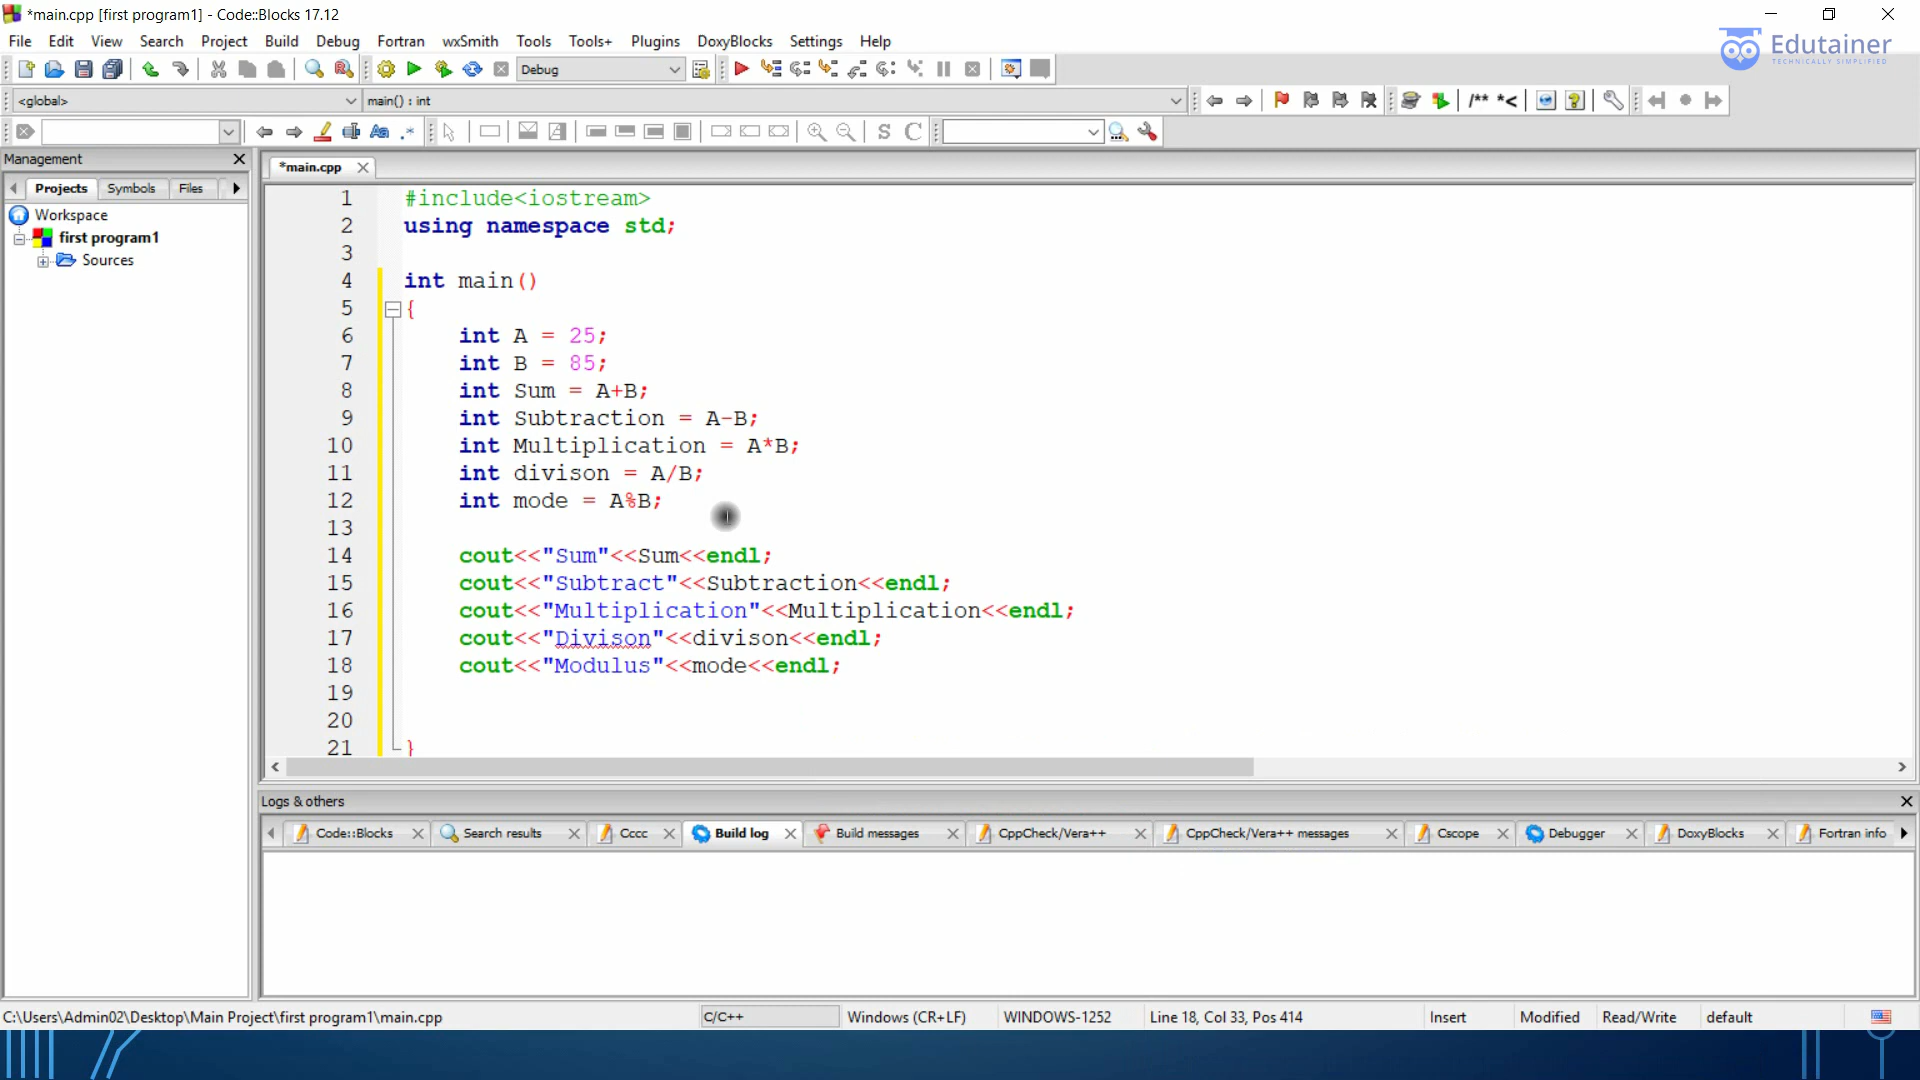 *main.cpp [first program1] - Code::Blocks 17.12
File Edit View Search Project Build Debug Fortran wxSmith Tools Tools+ Plugins DoxyBlocks Settings Help
Edutainer
TECHNICALLY SIMPLIFIED
Debug
<global> main() : int /** *<
Aa .* S C
Management
*main.cpp
Projects Symbols Files
Workspace
first program1
Sources
1 #include<iostream>
2 using namespace std;
3
4 int main()
5 {
6 int A = 25;
7 int B = 85;
8 int Sum = A+B;
9 int Subtraction = A-B;
10 int Multiplication = A*B;
11 int divison = A/B;
12 int mode = A%B;
13
14 cout<<"Sum"<<Sum<<endl;
15 cout<<"Subtract"<<Subtraction<<endl;
16 cout<<"Multiplication"<<Multiplication<<endl;
17 cout<<"Divison"<<divison<<endl;
18 cout<<"Modulus"<<mode<<endl;
19
20
21 }
Logs & others
Code::Blocks Search results Cccc Build log Build messages CppCheck/Vera++ CppCheck/Vera++ messages Cscope Debugger DoxyBlocks Fortran info
C:\Users\Admin02\Desktop\Main Project\first program1\main.cpp C/C++ Windows (CR+LF) WINDOWS-1252 Line 18, Col 33, Pos 414 Insert Modified Read/Write default